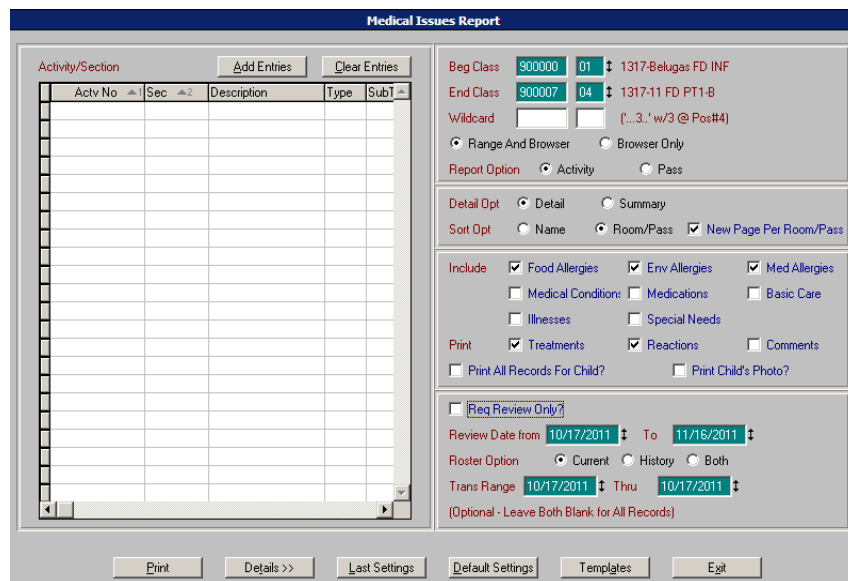 Medical Issues Report
Activity/Section Add Entries Clear Entries
Actv No 1 Sec 2 Description Type SubT
Beg Class 900000 01 1317-Belugas FD INF
End Class 900007 04 1317-11 FD PT1-B
Wildcard ('...3..' w/3 @ Pos#4)
Range And Browser Browser Only
Report Option Activity Pass
Detail Opt Detail Summary
Sort Opt Name Room/Pass New Page Per Room/Pass
Include Food Allergies Env Allergies Med Allergies
Medical Conditions Medications Basic Care
Illnesses Special Needs
Print Treatments Reactions Comments
Print All Records For Child? Print Child's Photo?
Req Review Only?
Review Date from 10/17/2011 To 11/16/2011
Roster Option Current History Both
Trans Range 10/17/2011 Thru 10/17/2011
(Optional - Leave Both Blank for All Records)
Print Details >> Last Settings Default Settings Templates Exit